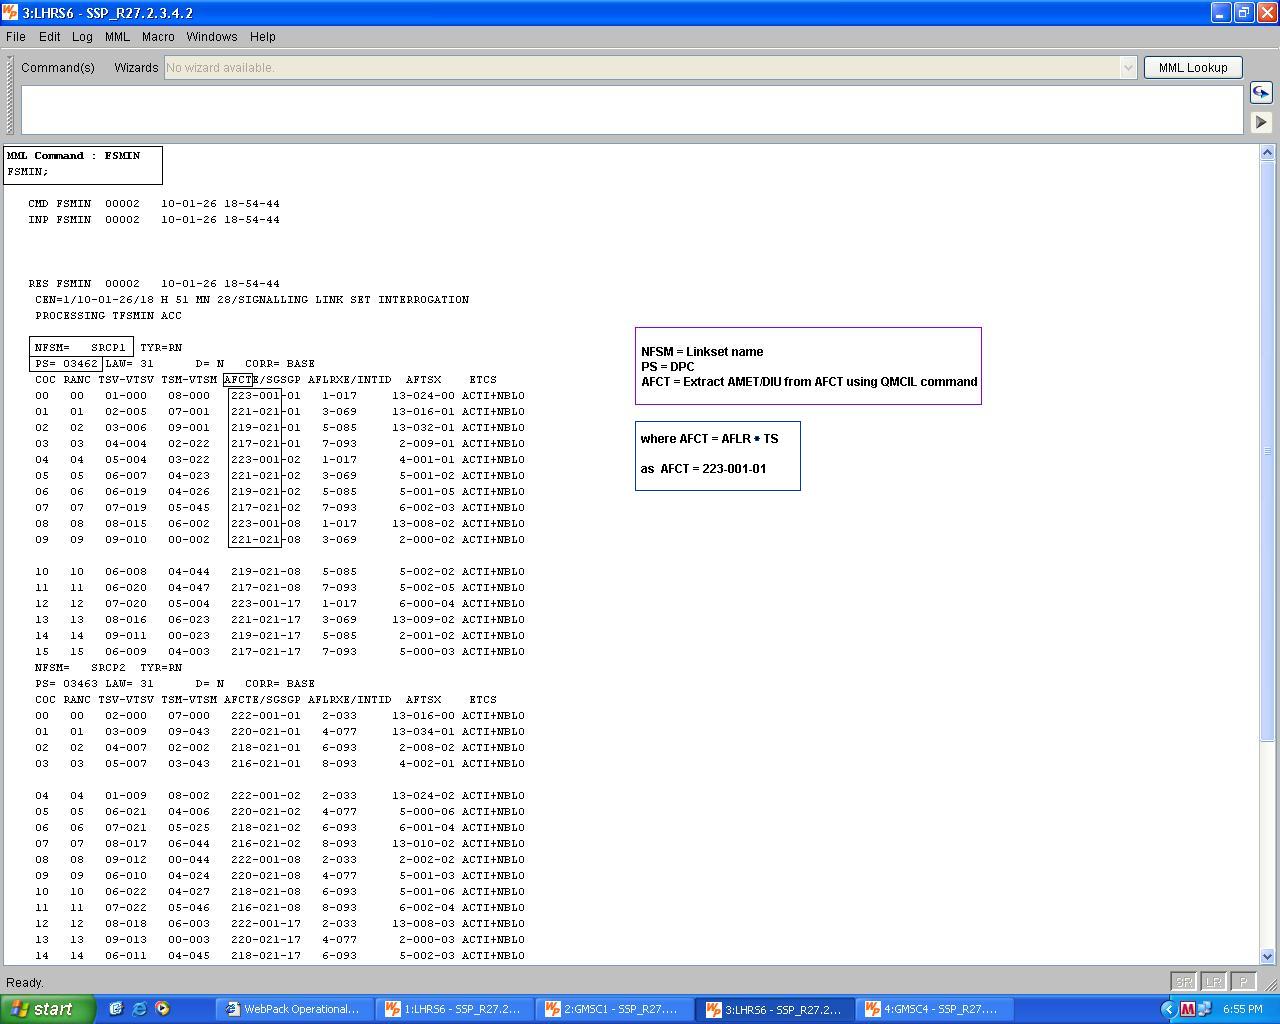 3:LHRS6 - SSP_R27.2.3.4.2
File Edit Log MML Macro Windows Help
Command(s) Wizards No wizard available. MML Lookup
MML Command : FSMIN
FSMIN;
CMD FSMIN 00002 10-01-26 18-54-44
INP FSMIN 00002 10-01-26 18-54-44
RES FSMIN 00002 10-01-26 18-54-44
CEN=1/10-01-26/18 H 51 MN 28/SIGNALLING LINK SET INTERROGATION
PROCESSING TFSMIN ACC
NFSM= SRCP1 TYR=RN
PS= 03462 LAW= 31 D= N CORR= BASE
COC RANC TSV-VTSV TSM-VTSM AFCTE/SGSGP AFLRXE/INTID AFTSX ETCS
00 00 01-000 08-000 223-001-01 1-017 13-024-00 ACTI+NBLO
01 01 02-005 07-001 221-021-01 3-069 13-016-01 ACTI+NBLO
02 02 03-006 09-001 219-021-01 5-085 13-032-01 ACTI+NBLO
03 03 04-004 02-022 217-021-01 7-093 2-009-01 ACTI+NBLO
04 04 05-004 03-022 223-001-02 1-017 4-001-01 ACTI+NBLO
05 05 06-007 04-023 221-021-02 3-069 5-001-02 ACTI+NBLO
06 06 06-019 04-026 219-021-02 5-085 5-001-05 ACTI+NBLO
07 07 07-019 05-045 217-021-02 7-093 6-002-03 ACTI+NBLO
08 08 08-015 06-002 223-001-08 1-017 13-008-02 ACTI+NBLO
09 09 09-010 00-002 221-021-08 3-069 2-000-02 ACTI+NBLO
10 10 06-008 04-044 219-021-08 5-085 5-002-02 ACTI+NBLO
11 11 06-020 04-047 217-021-08 7-093 5-002-05 ACTI+NBLO
12 12 07-020 05-004 223-001-17 1-017 6-000-04 ACTI+NBLO
13 13 08-016 06-023 221-021-17 3-069 13-009-02 ACTI+NBLO
14 14 09-011 00-023 219-021-17 5-085 2-001-02 ACTI+NBLO
15 15 06-009 04-003 217-021-17 7-093 5-000-03 ACTI+NBLO
NFSM= SRCP2 TYR=RN
PS= 03463 LAW= 31 D= N CORR= BASE
COC RANC TSV-VTSV TSM-VTSM AFCTE/SGSGP AFLRXE/INTID AFTSX ETCS
00 00 02-000 07-000 222-001-01 2-033 13-016-00 ACTI+NBLO
01 01 03-009 09-043 220-021-01 4-077 13-034-01 ACTI+NBLO
02 02 04-007 02-002 218-021-01 6-093 2-008-02 ACTI+NBLO
03 03 05-007 03-043 216-021-01 8-093 4-002-01 ACTI+NBLO
04 04 01-009 08-002 222-001-02 2-033 13-024-02 ACTI+NBLO
05 05 06-021 04-006 220-021-02 4-077 5-000-06 ACTI+NBLO
06 06 07-021 05-025 218-021-02 6-093 6-001-04 ACTI+NBLO
07 07 08-017 06-044 216-021-02 8-093 13-010-02 ACTI+NBLO
08 08 09-012 00-044 222-001-08 2-033 2-002-02 ACTI+NBLO
09 09 06-010 04-024 220-021-08 4-077 5-001-03 ACTI+NBLO
10 10 06-022 04-027 218-021-08 6-093 5-001-06 ACTI+NBLO
11 11 07-022 05-046 216-021-08 8-093 6-002-04 ACTI+NBLO
12 12 08-018 06-003 222-001-17 2-033 13-008-03 ACTI+NBLO
13 13 09-013 00-003 220-021-17 4-077 2-000-03 ACTI+NBLO
14 14 06-011 04-045 218-021-17 6-093 5-002-03 ACTI+NBLO
NFSM = Linkset name
PS = DPC
AFCT = Extract AMET/DIU from AFCT using QMCIL command
where AFCT = AFLR * TS
as AFCT = 223-001-01
Ready. SR LR P
start WebPack Operational... 1:LHRS6 - SSP_R27.2... 2:GMSC1 - SSP_R27.... 3:LHRS6 - SSP_R27.2... 4:GMSC4 - SSP_R27.... 6:55 PM